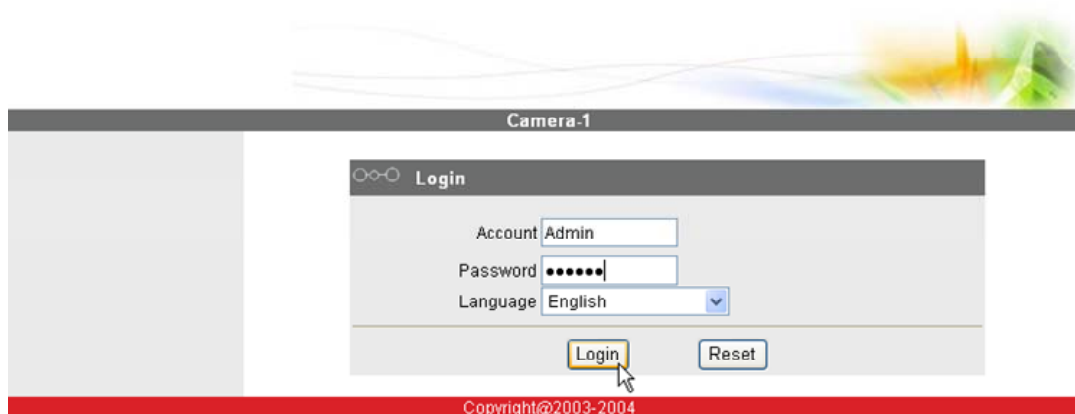 Camera-1
Login
Account Admin
Password ••••••
Language English
Login Reset
Copyright@2003-2004